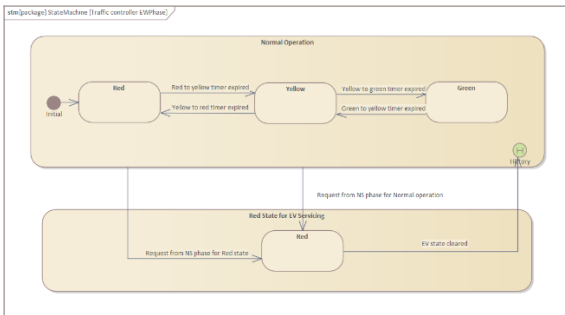 stm [package] StateMachine [Traffic controller EWPhase]
Normal Operation
Red
Red to yellow timer expired
Yellow
Yellow to green timer expired
Green
Initial
Yellow to red timer expired
Green to yellow timer expired
H
History
Request from NS phase for Normal operation
Red State for EV Servicing
Red
EV state cleared
Request from NS phase for Red state